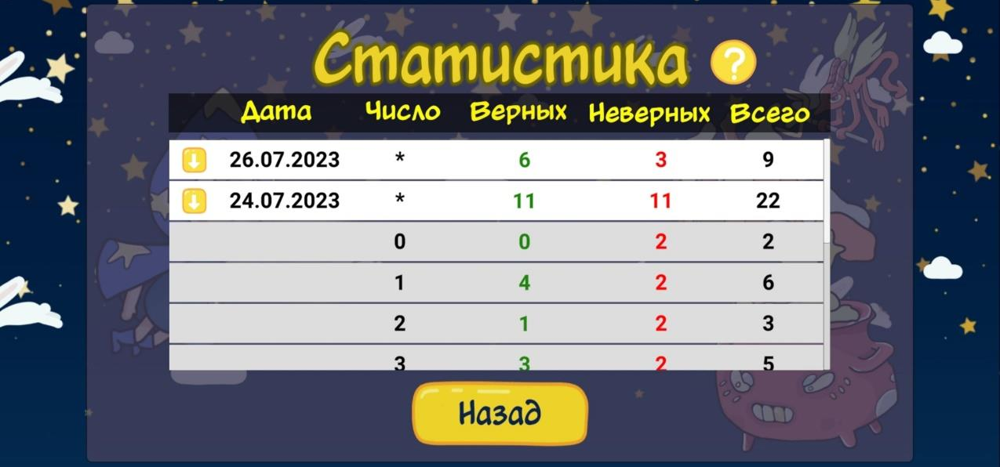 Статистика ?
Дата Число Верных Неверных Всего
26.07.2023 * 6 3 9
24.07.2023 * 11 11 22
0 0 2 2
1 4 2 6
2 1 2 3
3 3 2 5
Назад